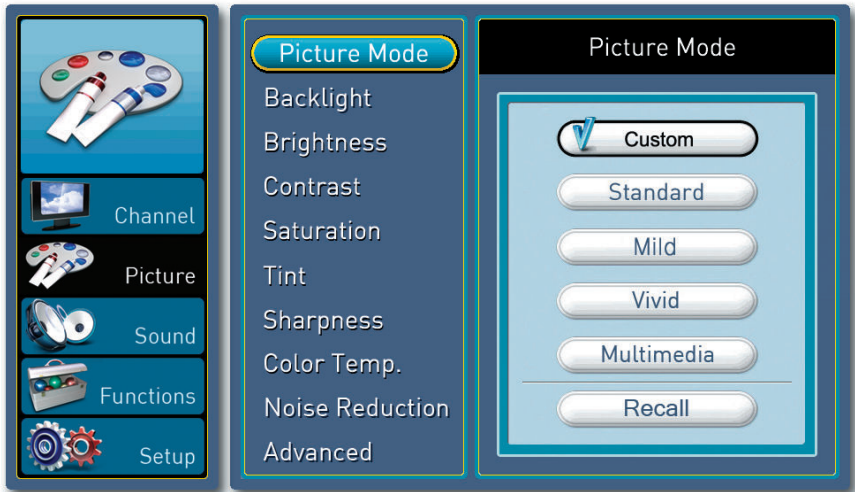 Channel
Picture
Sound
Functions
Setup
Picture Mode
Backlight
Brightness
Contrast
Saturation
Tint
Sharpness
Color Temp.
Noise Reduction
Advanced
Picture Mode
Custom
Standard
Mild
Vivid
Multimedia
Recall